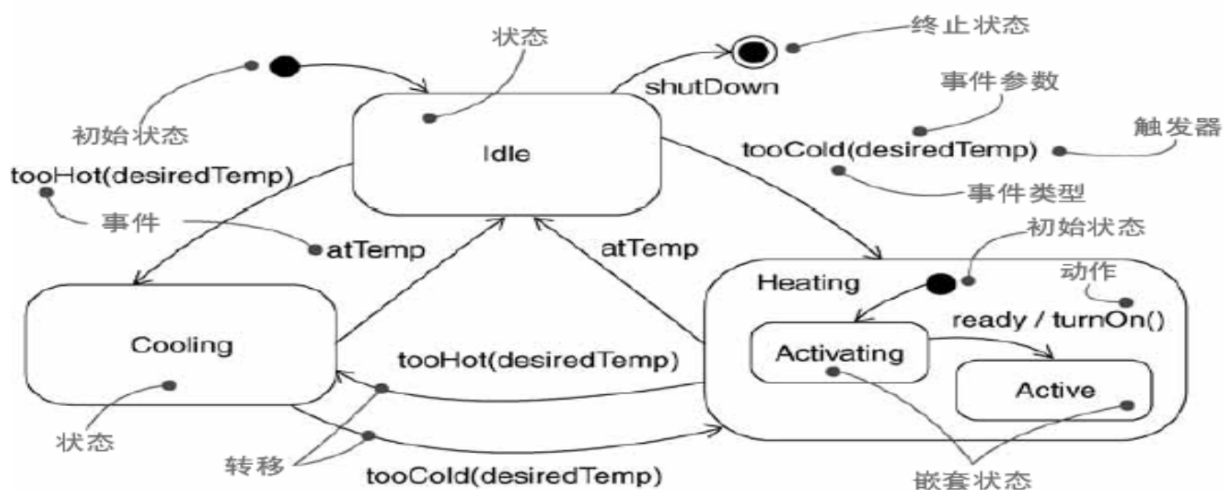 状态
终止状态
shutDown
事件参数
初始状态
触发器
Idle
tooCold(desiredTemp)
tooHot(desiredTemp)
事件类型
事件
初始状态
atTemp
atTemp
Heating
动作
ready / turnOn()
Cooling
tooHot(desiredTemp)
Activating
Active
状态
转移
tooCold(desiredTemp)
嵌套状态